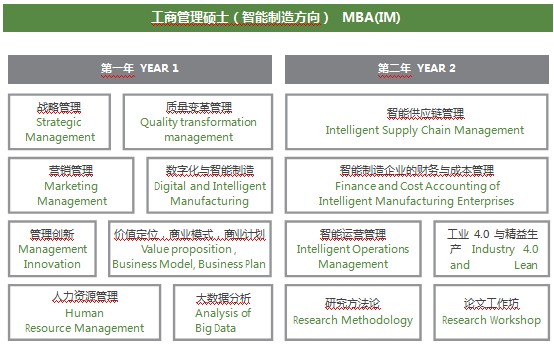 工商管理硕士（智能制造方向） MBA(IM)
第一年 YEAR 1
第二年 YEAR 2
战略管理
Strategic
Management
质量变革管理
Quality transformation
management
智能供应链管理
Intelligent Supply Chain Management
营销管理
Marketing
Management
数字化与智能制造
Digital and Intelligent
Manufacturing
智能制造企业的财务与成本管理
Finance and Cost Accounting of
Intelligent Manufacturing Enterprises
管理创新
Management
Innovation
价值定位，商业模式，商业计划
Value proposition ,
Business Model, Business Plan
智能运营管理
Intelligent Operations
Management
工业 4.0 与精益生
产 Industry 4.0
and Lean
人力资源管理
Human
Resource Management
大数据分析
Analysis of
Big Data
研究方法论
Research Methodology
论文工作坊
Research Workshop